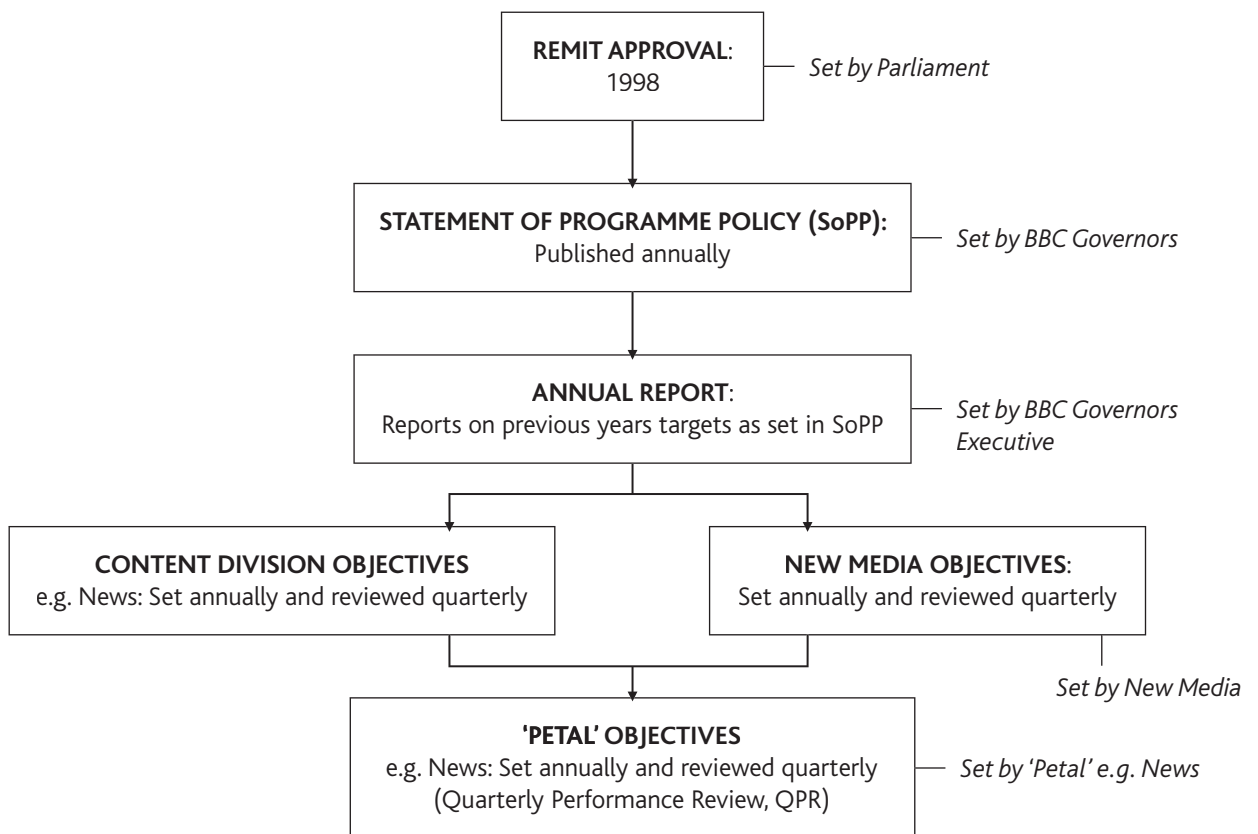 REMIT APPROVAL:
1998
Set by Parliament
STATEMENT OF PROGRAMME POLICY (SoPP):
Published annually
Set by BBC Governors
ANNUAL REPORT:
Reports on previous years targets as set in SoPP
Set by BBC Governors
Executive
CONTENT DIVISION OBJECTIVES
e.g. News: Set annually and reviewed quarterly
NEW MEDIA OBJECTIVES:
Set annually and reviewed quarterly
Set by New Media
‘PETAL’ OBJECTIVES
e.g. News: Set annually and reviewed quarterly
(Quarterly Performance Review, QPR)
Set by ‘Petal’ e.g. News